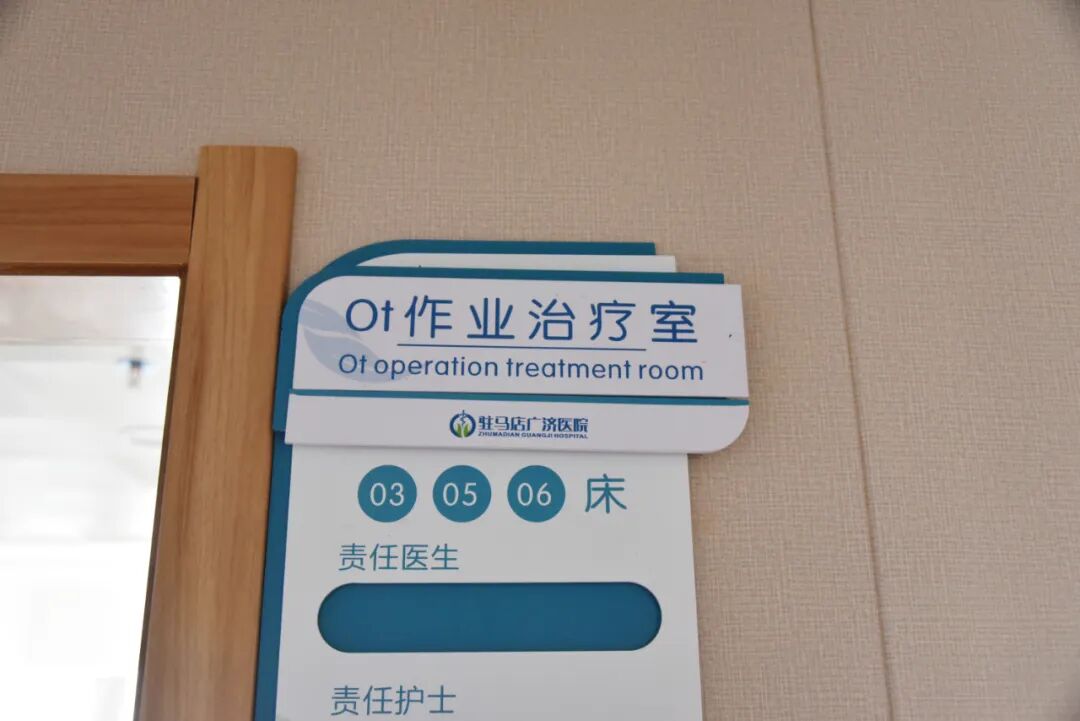 Ot作业治疗室
Ot operation treatment room
驻马店广济医院
ZHUMADIAN GUANGJI HOSPITAL
03 05 06 床
责任医生
责任护士